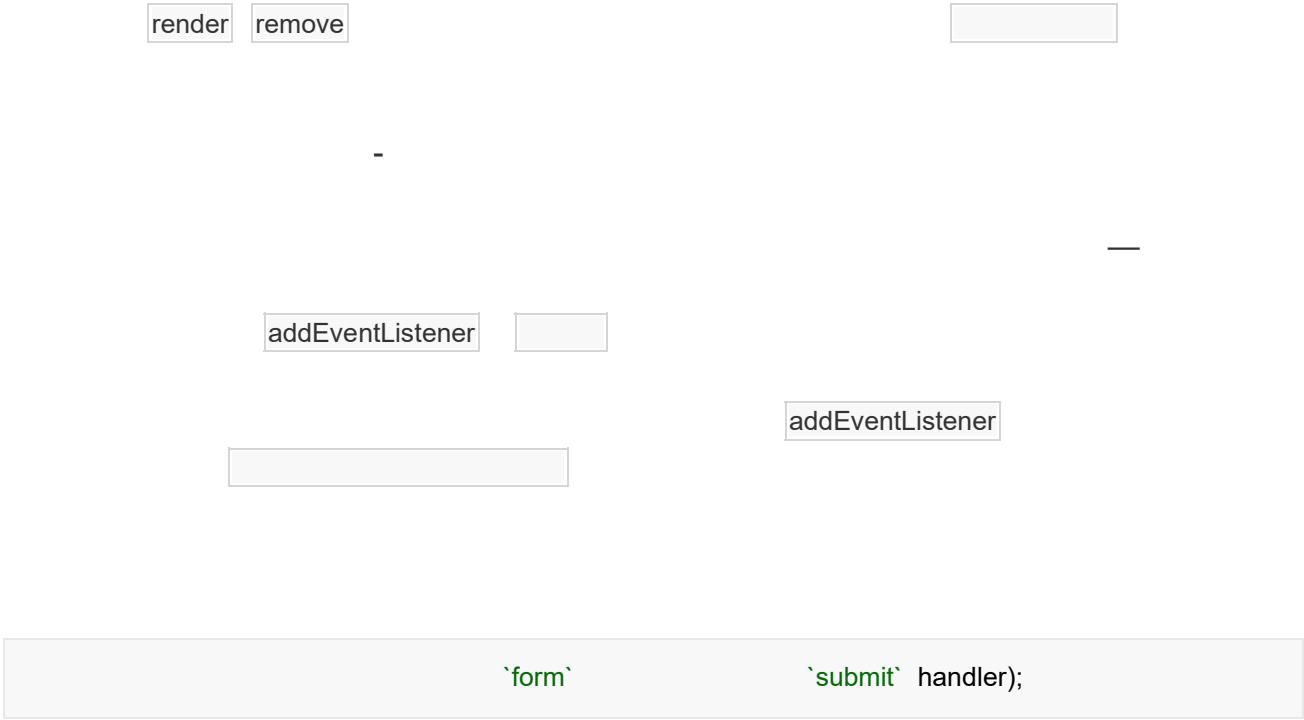 render remove
-
—
addEventListener
addEventListener
`form` `submit` handler);